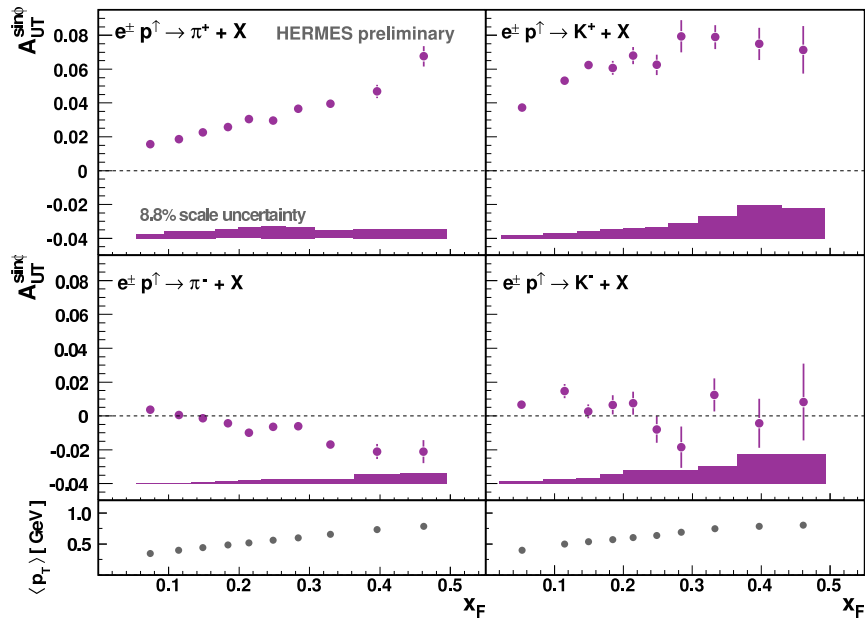 A_UT^sinϕ
e± p↑ → π+ + X
HERMES preliminary
e± p↑ → K+ + X
0.08
0.06
0.04
0.02
0
-0.02
-0.04
8.8% scale uncertainty
A_UT^sinϕ
e± p↑ → π- + X
e± p↑ → K- + X
0.08
0.06
0.04
0.02
0
-0.02
-0.04
⟨p_T⟩ [GeV]
1.0
0.5
0.1 0.2 0.3 0.4 0.5
0.1 0.2 0.3 0.4 0.5
x_F
x_F